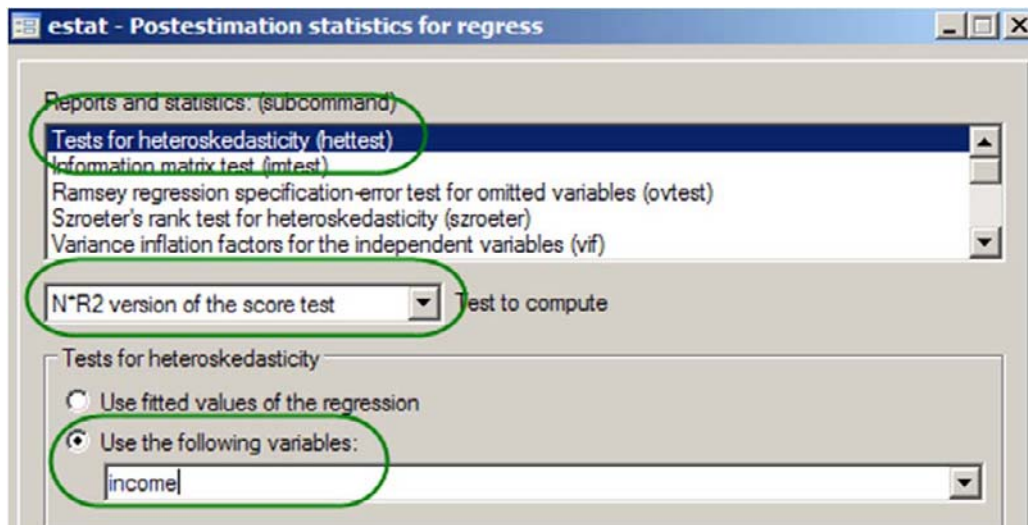 estat - Postestimation statistics for regress
Reports and statistics: (subcommand)
Tests for heteroskedasticity (hettest)
Information matrix test (imtest)
Ramsey regression specification-error test for omitted variables (ovtest)
Szroeter's rank test for heteroskedasticity (szroeter)
Variance inflation factors for the independent variables (vif)
N*R2 version of the score test Test to compute
Tests for heteroskedasticity
Use fitted values of the regression
Use the following variables:
income